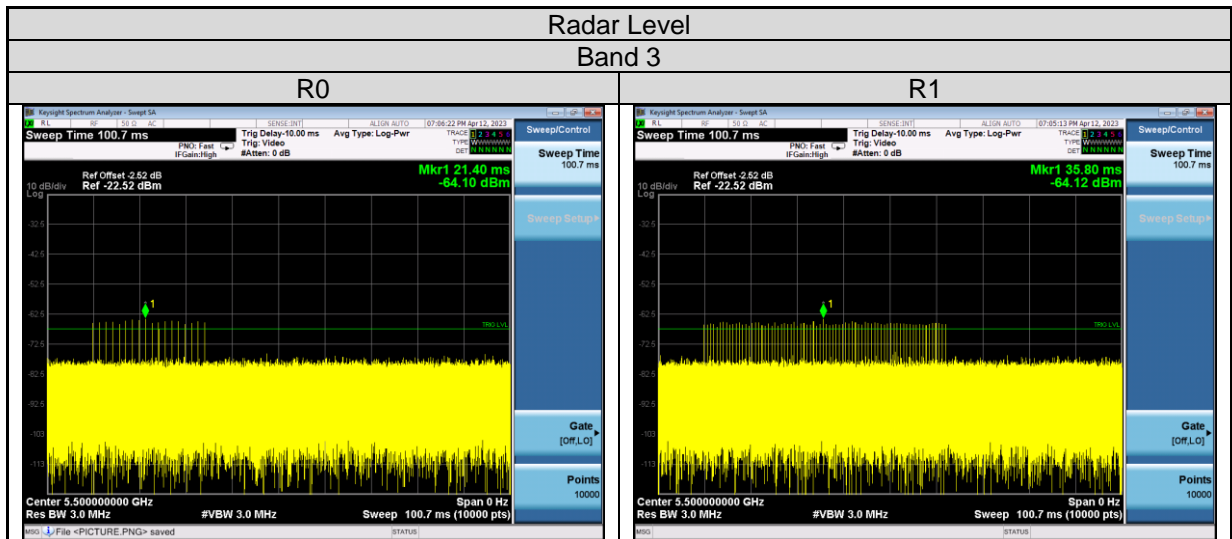 Radar Level
Band 3
R0
R1
Keysight Spectrum Analyzer - Swept SA
RL RF 50 Ω AC SENSE:INT ALIGN AUTO 07:06:22 PM Apr 12, 2023
Sweep Time 100.7 ms
PNO: Fast
IFGain:High
Trig Delay-10.00 ms
Trig: Video
#Atten: 0 dB
Avg Type: Log-Pwr
TRACE 1 2 3 4 5
TYPE
DET N N N N N
Sweep/Control
Sweep Time
100.7 ms
Sweep Setup
Gate
[Off,LO]
Points
10000
Mkr1 21.40 ms
-64.10 dBm
Ref Offset -2.52 dB
10 dB/div Ref -22.52 dBm
Log
-32.5
-42.5
-52.5
-62.5
-72.5
-82.5
-92.5
-103
-113
1
TRIG LVL
Center 5.500000000 GHz Span 0 Hz
Res BW 3.0 MHz #VBW 3.0 MHz Sweep 100.7 ms (10000 pts)
MSG File <PICTURE.PNG> saved STATUS
Keysight Spectrum Analyzer - Swept SA
RL RF 50 Ω AC SENSE:INT ALIGN AUTO 07:05:13 PM Apr 12, 2023
Sweep Time 100.7 ms
PNO: Fast
IFGain:High
Trig Delay-10.00 ms
Trig: Video
#Atten: 0 dB
Avg Type: Log-Pwr
TRACE 1 2 3 4 5
TYPE
DET N N N N N
Sweep/Control
Sweep Time
100.7 ms
Sweep Setup
Gate
[Off,LO]
Points
10000
Mkr1 35.80 ms
-64.12 dBm
Ref Offset -2.52 dB
10 dB/div Ref -22.52 dBm
Log
-32.5
-42.5
-52.5
-62.5
-72.5
-82.5
-92.5
-103
-113
1
TRIG LVL
Center 5.500000000 GHz Span 0 Hz
Res BW 3.0 MHz #VBW 3.0 MHz Sweep 100.7 ms (10000 pts)
MSG STATUS